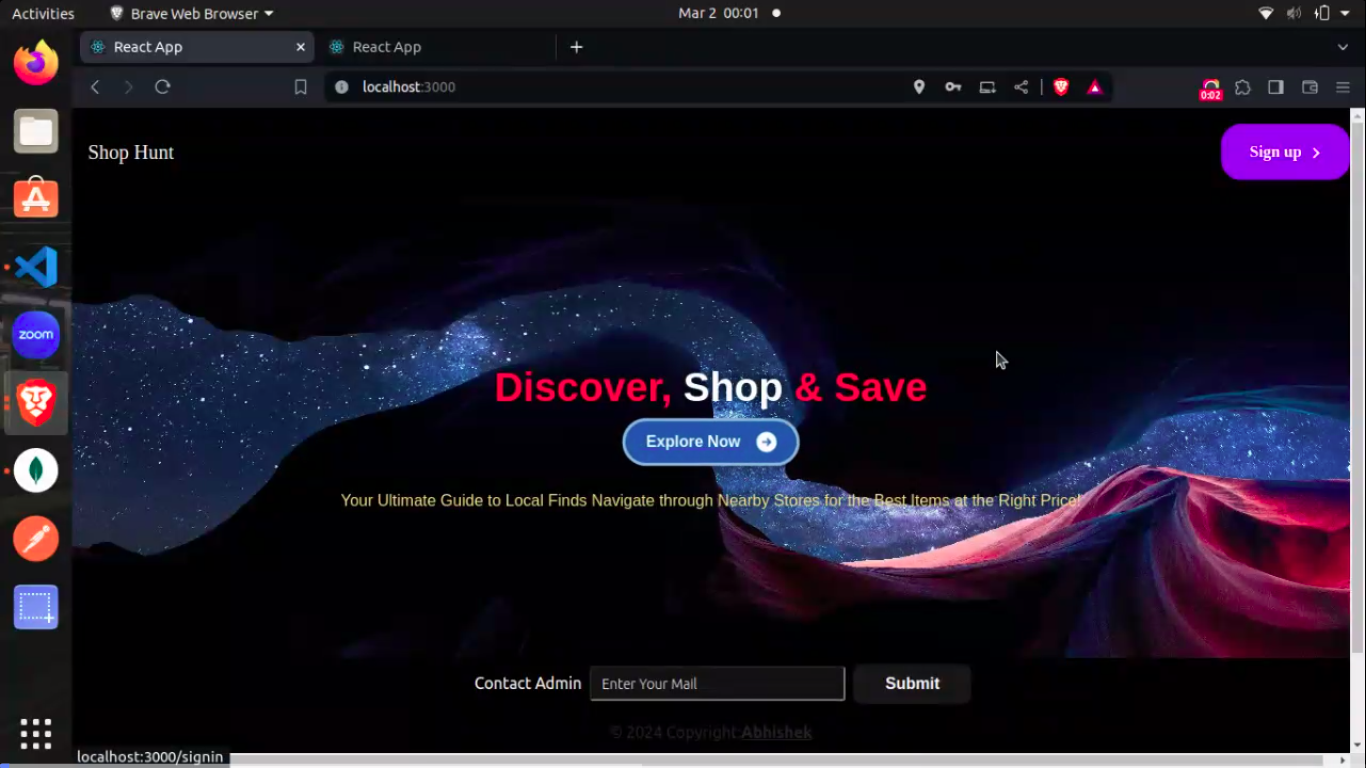 Activities Brave Web Browser Mar 2 00:01
React App React App
localhost:3000
0:02
Shop Hunt Sign up
zoom
Discover, Shop & Save
Explore Now
Your Ultimate Guide to Local Finds Navigate through Nearby Stores for the Best Items at the Right Price!
Contact Admin Enter Your Mail Submit
© 2024 Copyright:Abhishek
localhost:3000/signin